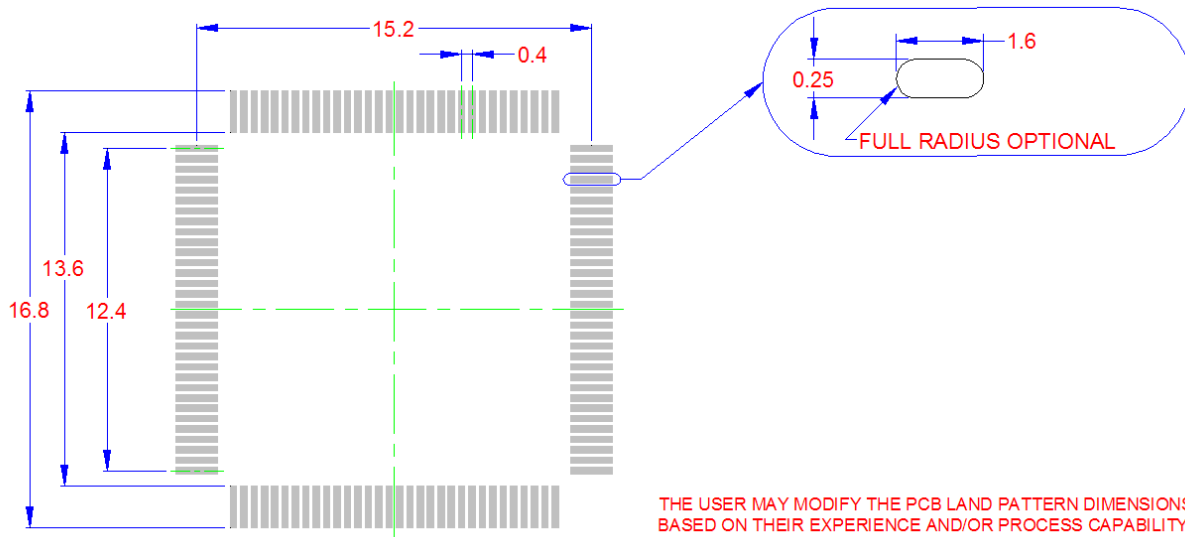 15.2
0.4
1.6
0.25
FULL RADIUS OPTIONAL
13.6
16.8
12.4
THE USER MAY MODIFY THE PCB LAND PATTERN DIMENSIONS
BASED ON THEIR EXPERIENCE AND/OR PROCESS CAPABILITY